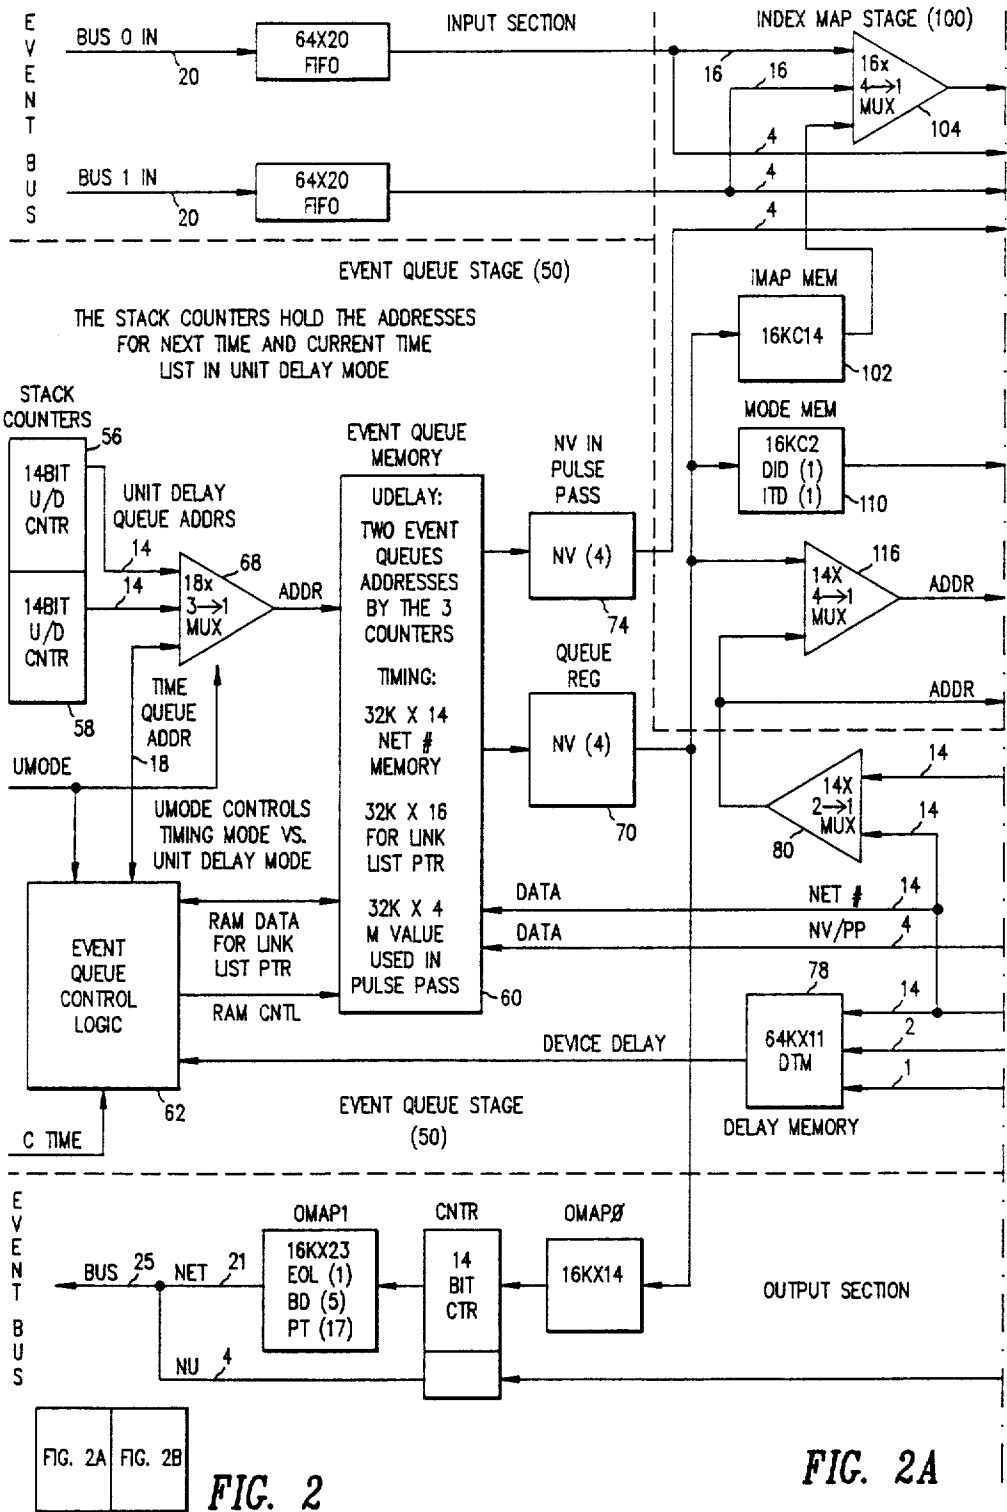 EVENT BUS
BUS 0 IN
20
64X20
FIFO
INPUT SECTION
INDEX MAP STAGE (100)
16
16
16x
4→1
MUX
104
4
BUS 1 IN
20
64X20
FIFO
4
4
EVENT QUEUE STAGE (50)
THE STACK COUNTERS HOLD THE ADDRESSES
FOR NEXT TIME AND CURRENT TIME
LIST IN UNIT DELAY MODE
IMAP MEM
16KC14
102
STACK
COUNTERS
56
14BIT
U/D
CNTR
14BIT
U/D
CNTR
58
UNIT DELAY
QUEUE ADDRS
14
14
68
18x
3→1
MUX
ADDR
TIME
QUEUE
ADDR
18
UMODE
UMODE CONTROLS
TIMING MODE VS.
UNIT DELAY MODE
EVENT QUEUE
MEMORY
UDELAY:
TWO EVENT
QUEUES
ADDRESSES
BY THE 3
COUNTERS
TIMING:
32K X 14
NET #
MEMORY
32K X 16
FOR LINK
LIST PTR
32K X 4
M VALUE
USED IN
PULSE PASS
60
NV IN
PULSE
PASS
NV (4)
74
QUEUE
REG
NV (4)
70
MODE MEM
16KC2
DID (1)
ITD (1)
110
116
14X
4→1
MUX
ADDR
ADDR
14X
2→1
MUX
80
14
14
EVENT
QUEUE
CONTROL
LOGIC
62
RAM DATA
FOR LINK
LIST PTR
RAM CNTL
DATA
NET #
14
DATA
NV/PP
4
78
64KX11
DTM
14
2
1
DELAY MEMORY
DEVICE DELAY
C TIME
EVENT QUEUE STAGE
(50)
EVENT BUS
BUS
25
NET
21
OMAP1
16KX23
EOL (1)
BD (5)
PT (17)
CNTR
14
BIT
CTR
OMAPØ
16KX14
OUTPUT SECTION
NU
4
FIG. 2A
FIG. 2B
FIG. 2
FIG. 2A